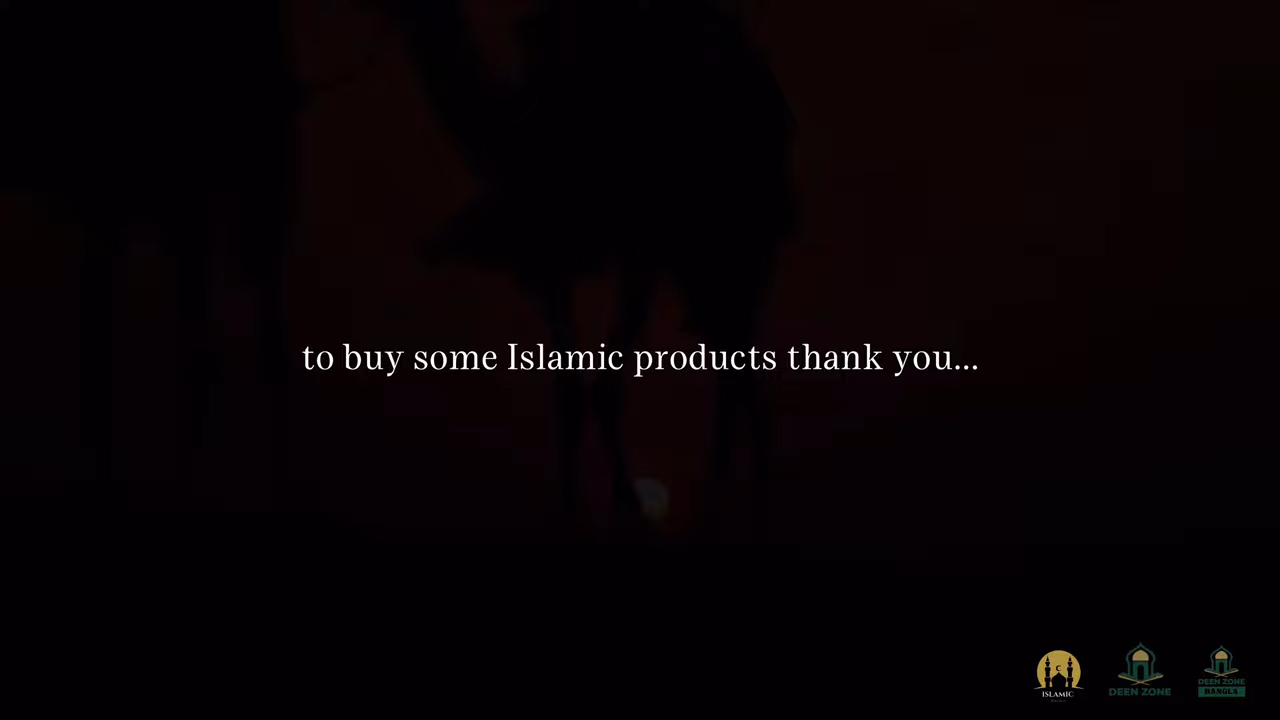 to buy some Islamic products thank you...
ISLAMIC
DEEN ZONE
DEEN ZONE
BANGLA